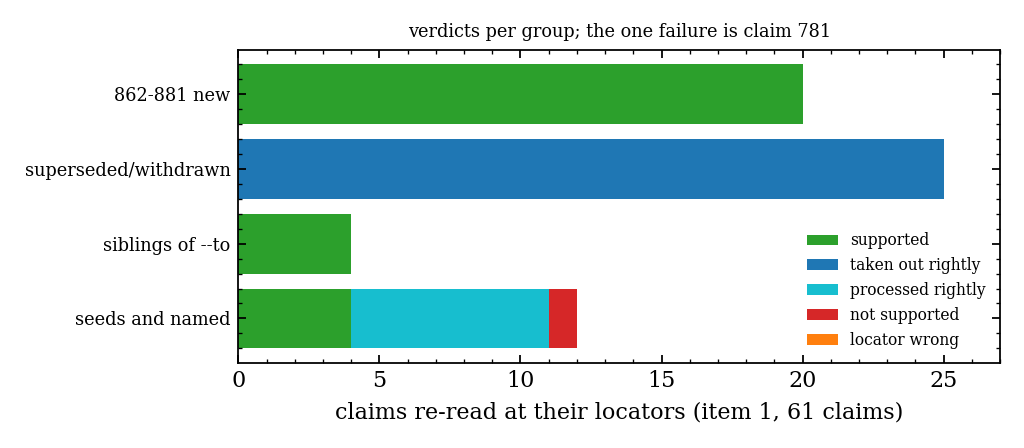 verdicts per group; the one failure is claim 781
862-881 new
superseded/withdrawn
siblings of --to
seeds and named
supported
taken out rightly
processed rightly
not supported
locator wrong
0 5 10 15 20 25
claims re-read at their locators (item 1, 61 claims)